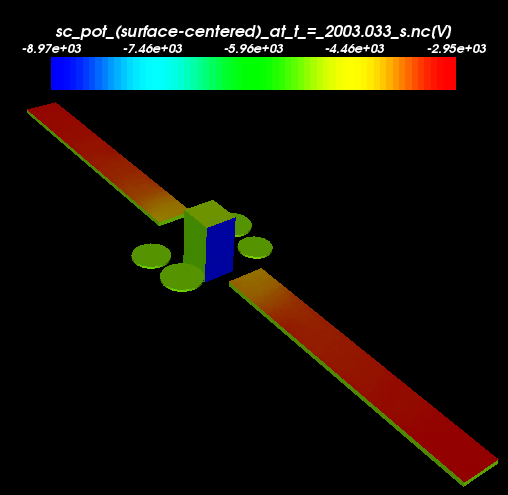 sc_pot_(surface-centered)_at_t_=_2003.033_s.nc(V)
-8.97e+03 -7.46e+03 -5.96e+03 -4.46e+03 -2.95e+03